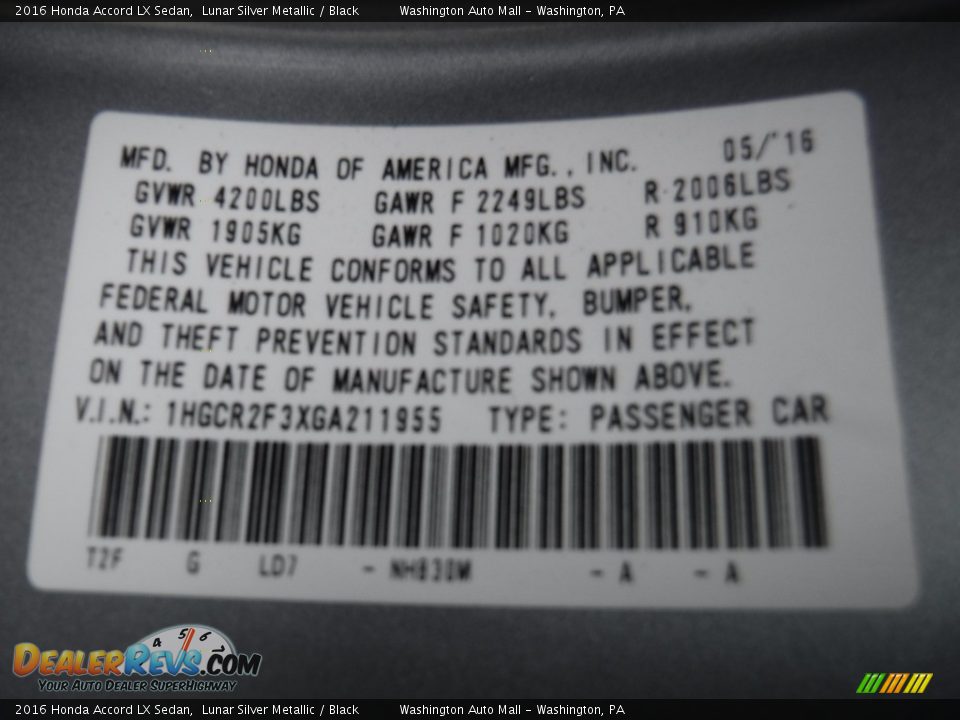 2016 Honda Accord LX Sedan,  Lunar Silver Metallic / Black  Washington Auto Mall - Washington, PA
MFD. BY HONDA OF AMERICA MFG., INC. 05/'16
GVWR 4200LBS GAWR F 2249LBS R 2006LBS
GVWR 1905KG GAWR F 1020KG R 910KG
THIS VEHICLE CONFORMS TO ALL APPLICABLE
FEDERAL MOTOR VEHICLE SAFETY, BUMPER,
AND THEFT PREVENTION STANDARDS IN EFFECT
ON THE DATE OF MANUFACTURE SHOWN ABOVE.
V.I.N.: 1HGCR2F3XGA211955 TYPE: PASSENGER CAR
T2F G LD7 - NH830M - A - A
4 5 6
DEALERREVS.COM
YOUR AUTO DEALER SUPERHIGHWAY
2016 Honda Accord LX Sedan,  Lunar Silver Metallic / Black  Washington Auto Mall - Washington, PA